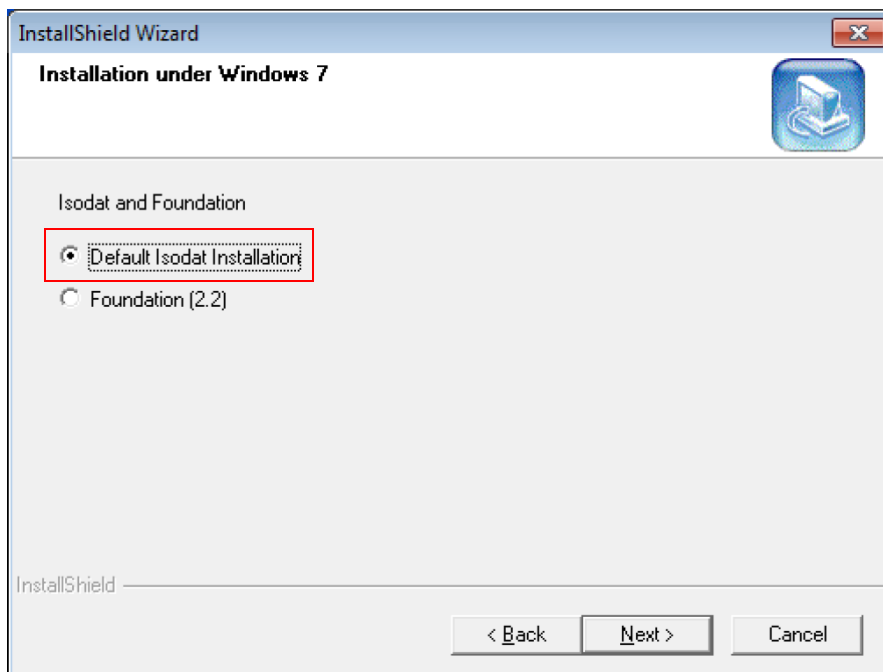 InstallShield Wizard
Installation under Windows 7
Isodat and Foundation
Default Isodat Installation
Foundation (2.2)
InstallShield
< Back Next > Cancel